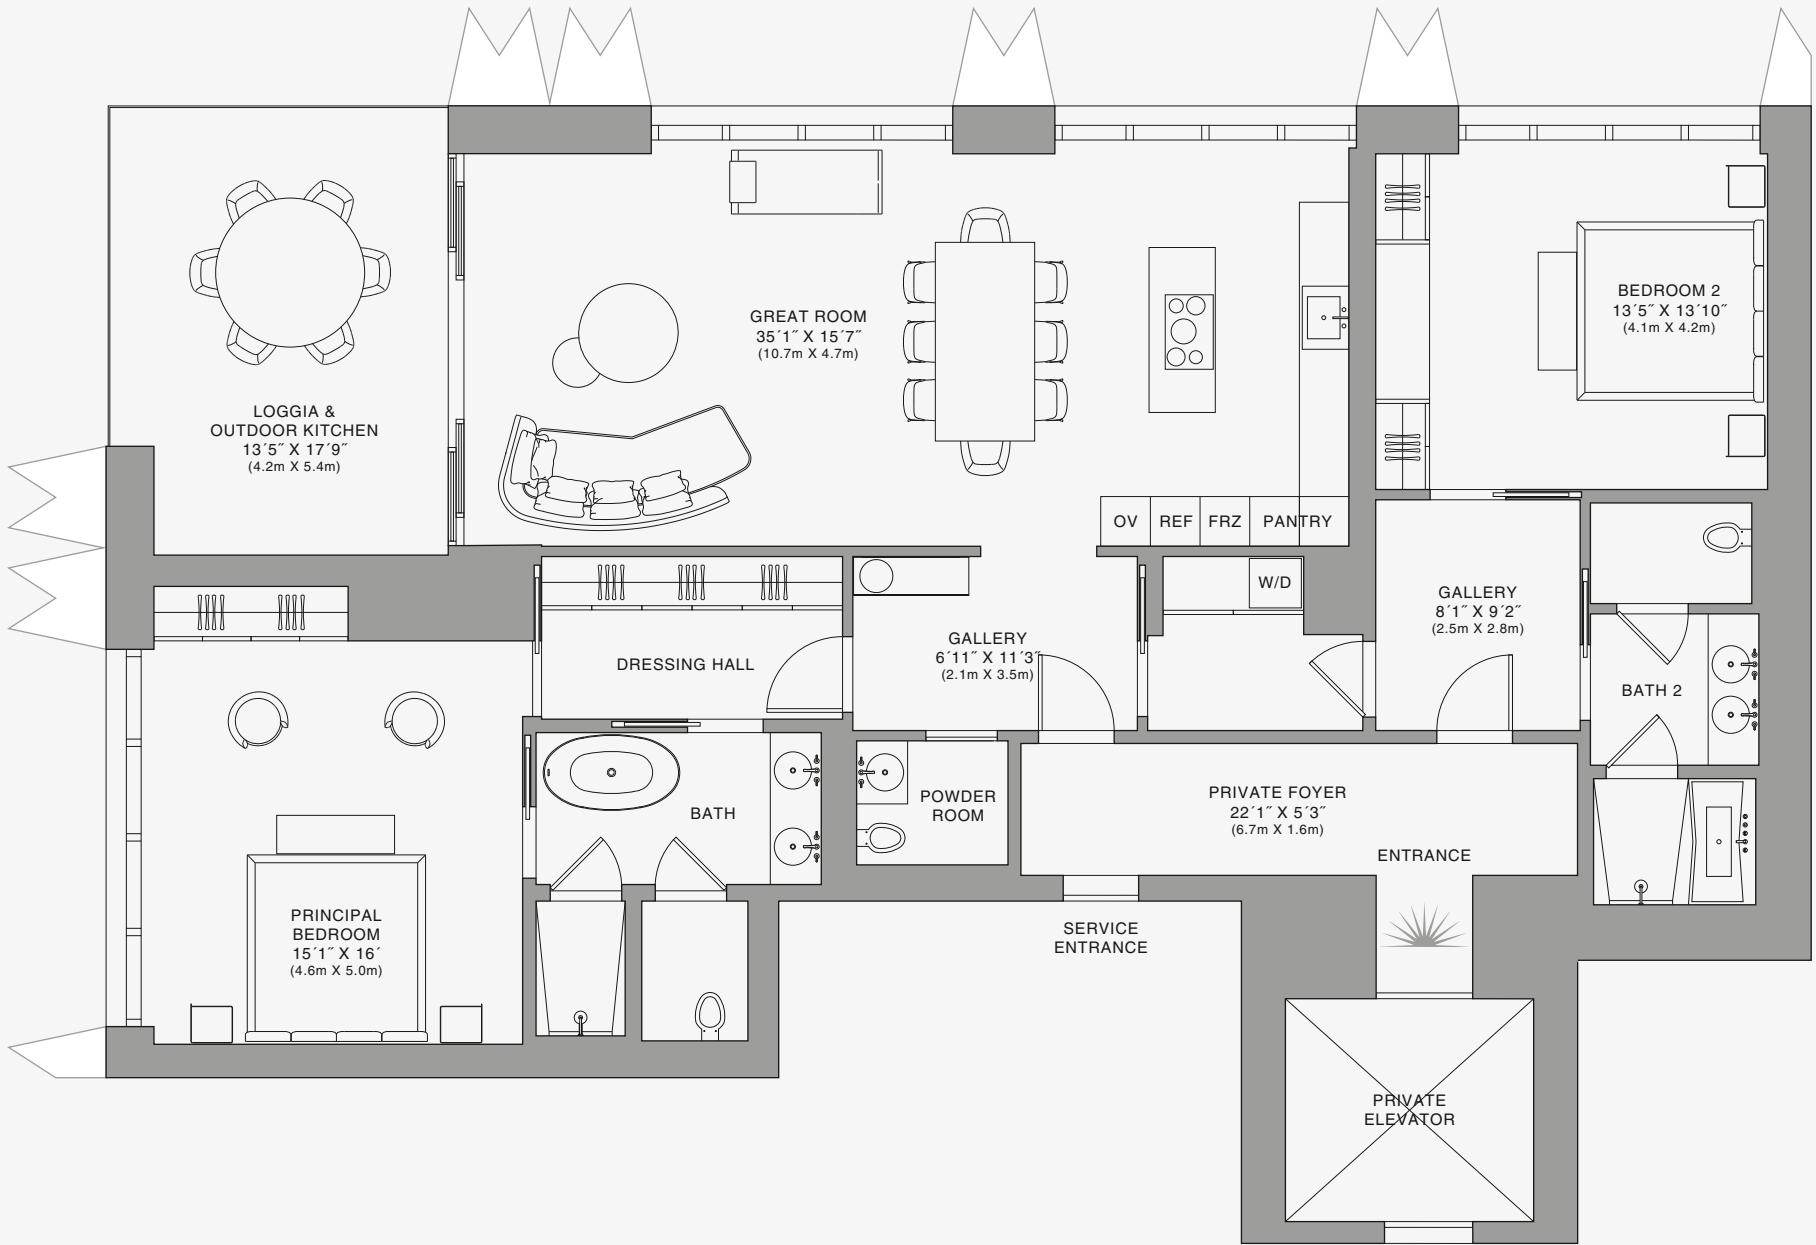 LOGGIA &
OUTDOOR KITCHEN
13´5˝ X 17´9˝
(4.2m X 5.4m)
GREAT ROOM
35´1˝ X 15´7˝
(10.7m X 4.7m)
BEDROOM 2
13´5˝ X 13´10˝
(4.1m X 4.2m)
OV REF FRZ PANTRY
W/D
DRESSING HALL
GALLERY
6´11˝ X 11´3˝
(2.1m X 3.5m)
GALLERY
8´1˝ X 9´2˝
(2.5m X 2.8m)
BATH 2
BATH
POWDER
ROOM
PRIVATE FOYER
22´1˝ X 5´3˝
(6.7m X 1.6m)
ENTRANCE
PRINCIPAL
BEDROOM
15´1˝ X 16´
(4.6m X 5.0m)
SERVICE
ENTRANCE
PRIVATE
ELEVATOR